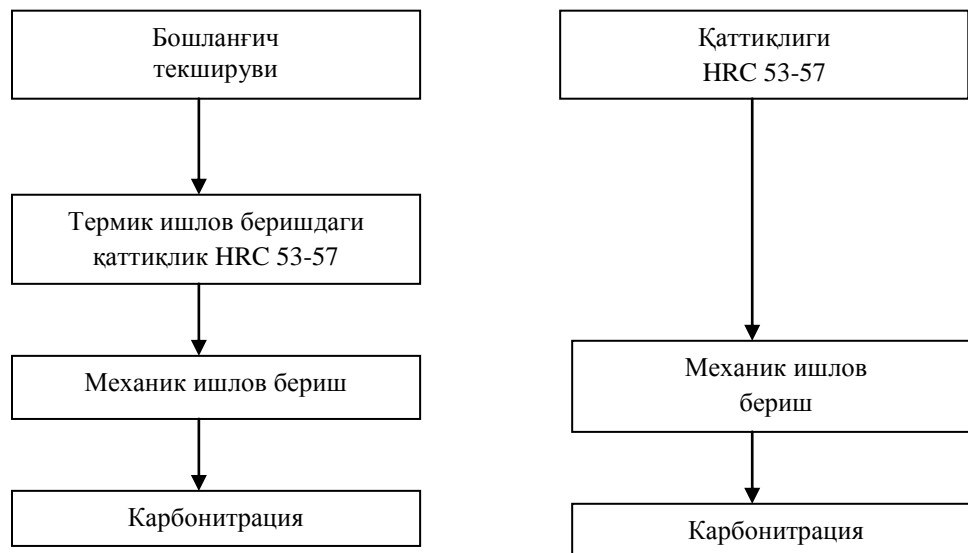 Бошланғич
текшируви
Термик ишлов беришдаги
қаттиқлик HRC 53-57
Механик ишлов бериш
Карбонитрация
Қаттиқлиги
HRC 53-57
Механик ишлов
бериш
Карбонитрация